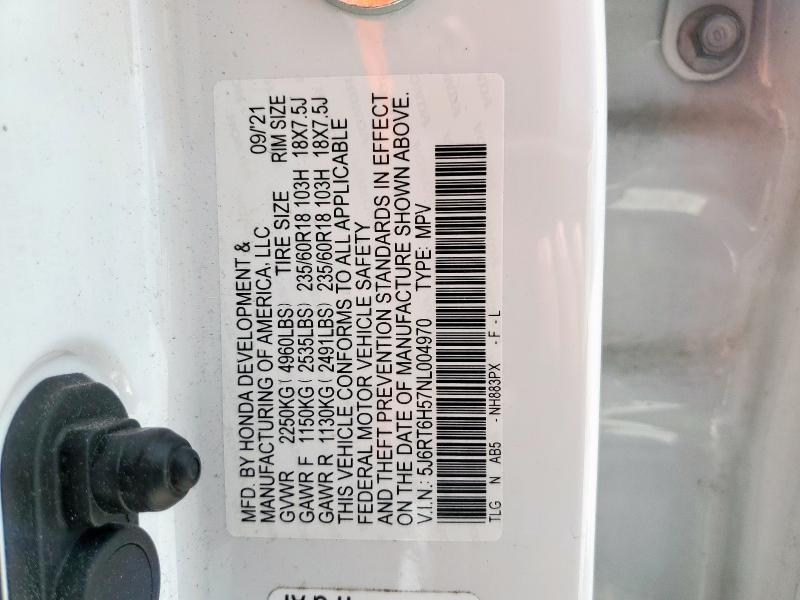 MFD. BY HONDA DEVELOPMENT &
MANUFACTURING OF AMERICA, LLC 09/'21
GVWR 2250KG ( 4960LBS) TIRE SIZE RIM SIZE
GAWR F 1150KG ( 2535LBS) 235/60R18 103H 18X7.5J
GAWR R 1130KG ( 2491LBS) 235/60R18 103H 18X7.5J
THIS VEHICLE CONFORMS TO ALL APPLICABLE
FEDERAL MOTOR VEHICLE SAFETY
AND THEFT PREVENTION STANDARDS IN EFFECT
ON THE DATE OF MANUFACTURE SHOWN ABOVE.
V.I.N.: 5J6RT6H57NL004970 TYPE: MPV
TLG N AB5 - NH883PX - F - L